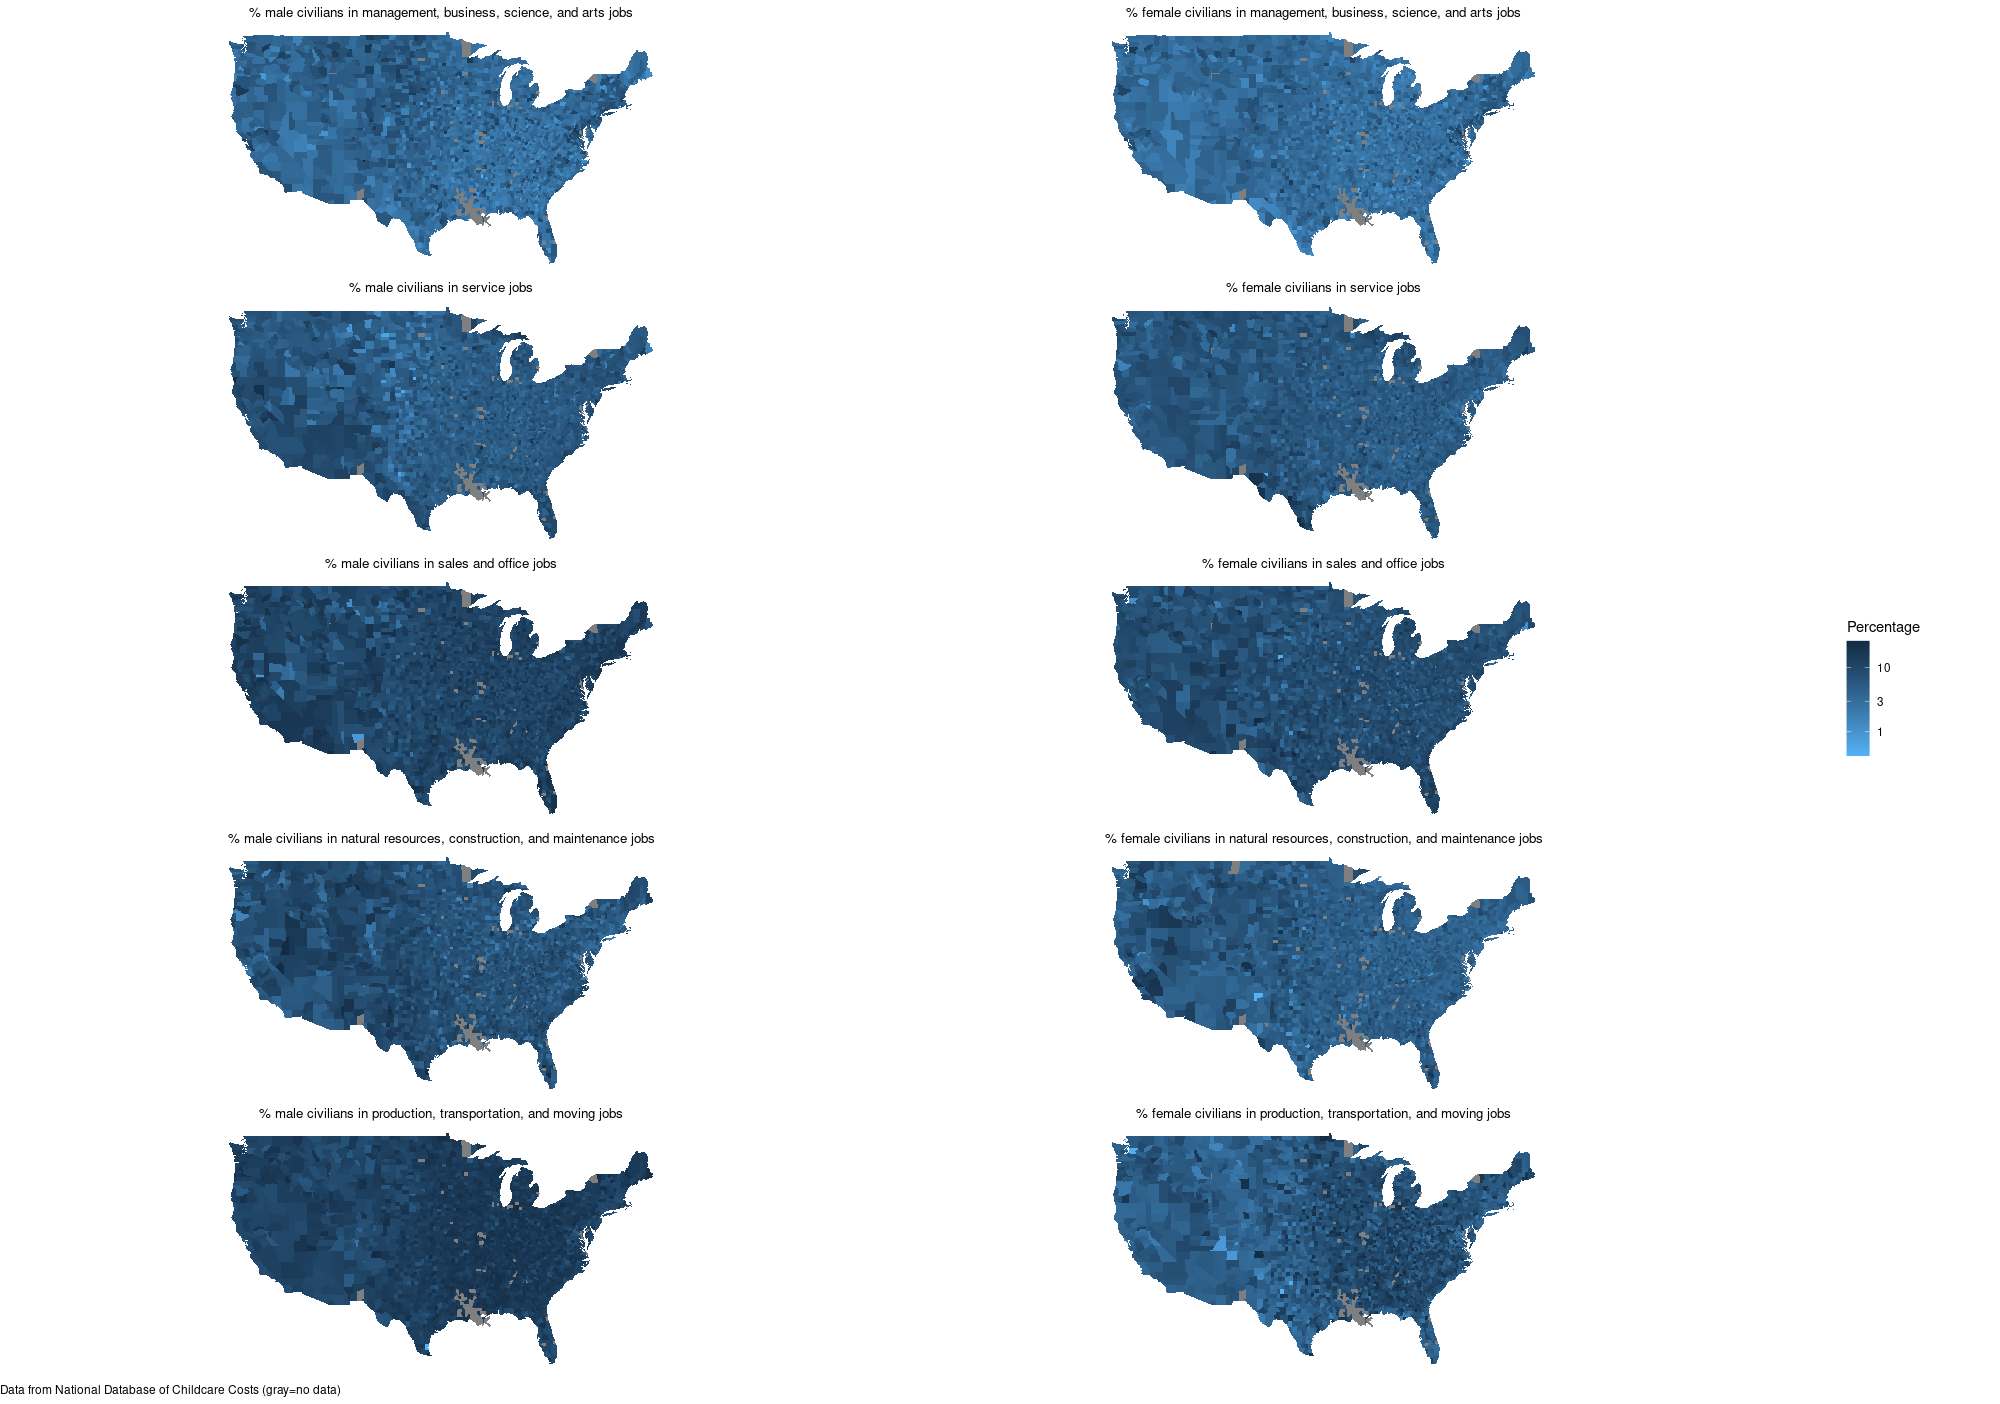 % male civilians in management, business, science, and arts jobs
% female civilians in management, business, science, and arts jobs
% male civilians in service jobs
% female civilians in service jobs
% male civilians in sales and office jobs
% female civilians in sales and office jobs
Percentage
10
3
1
% male civilians in natural resources, construction, and maintenance jobs
% female civilians in natural resources, construction, and maintenance jobs
% male civilians in production, transportation, and moving jobs
% female civilians in production, transportation, and moving jobs
Data from National Database of Childcare Costs (gray=no data)